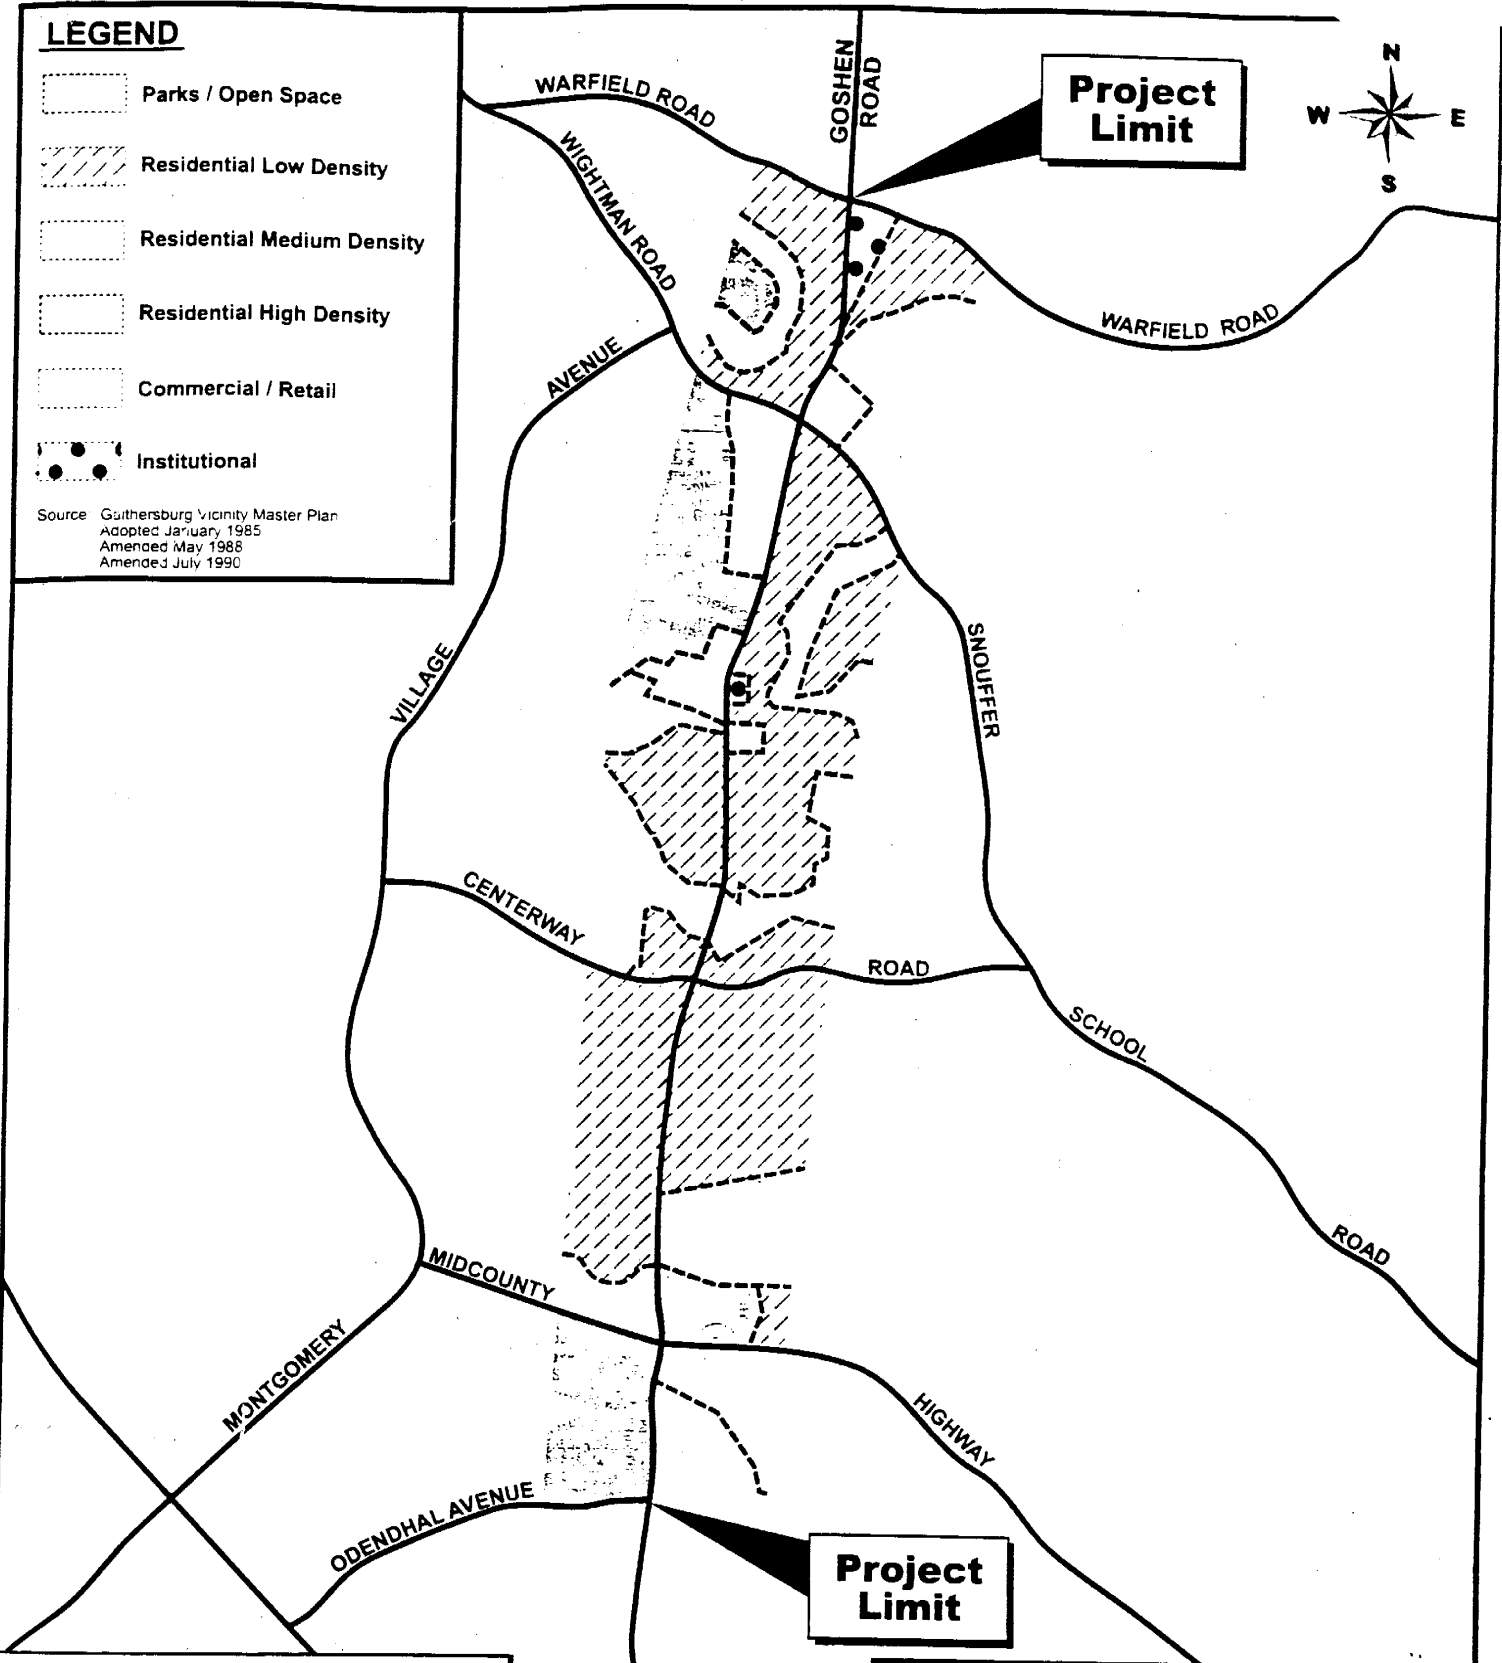 LEGEND
Parks / Open Space
Residential Low Density
Residential Medium Density
Residential High Density
Commercial / Retail
Institutional
Source: Gaithersburg Vicinity Master Plan
Adopted January 1985
Amended May 1988
Amended July 1990
WARFIELD ROAD
GOSHEN
ROAD
Project
Limit
N
W
E
S
WIGHTMAN ROAD
WARFIELD ROAD
AVENUE
VILLAGE
SNOUFFER
CENTERWAY
ROAD
SCHOOL
ROAD
MIDCOUNTY
MONTGOMERY
HIGHWAY
ODENDHAL AVENUE
Project
Limit